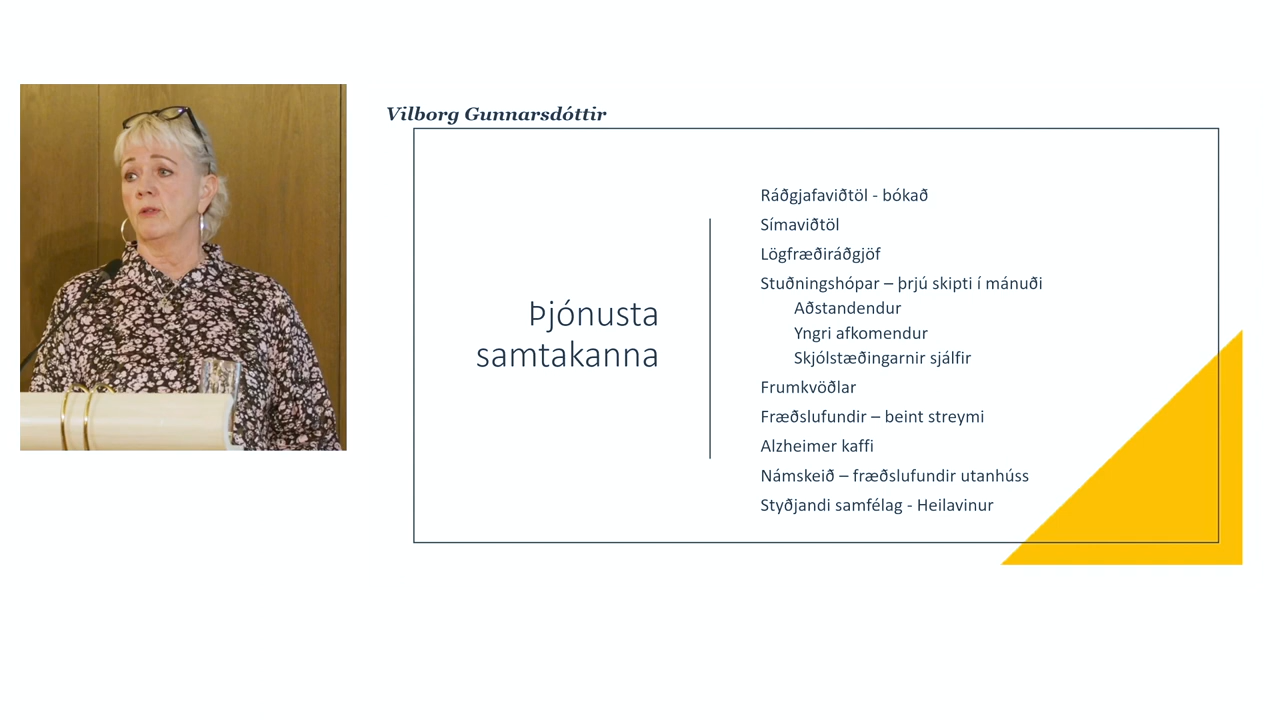 Vilborg Gunnarsdóttir
Þjónusta
samtakanna
Ráðgjafaviðtöl - bókað
Símaviðtöl
Lögfræðiráðgjöf
Stuðningshópar – þrjú skipti í mánuði
Aðstandendur
Yngri afkomendur
Skjólstæðingarnir sjálfir
Frumkvöðlar
Fræðslufundir – beint streymi
Alzheimer kaffi
Námskeið – fræðslufundir utanhúss
Styðjandi samfélag - Heilavinur